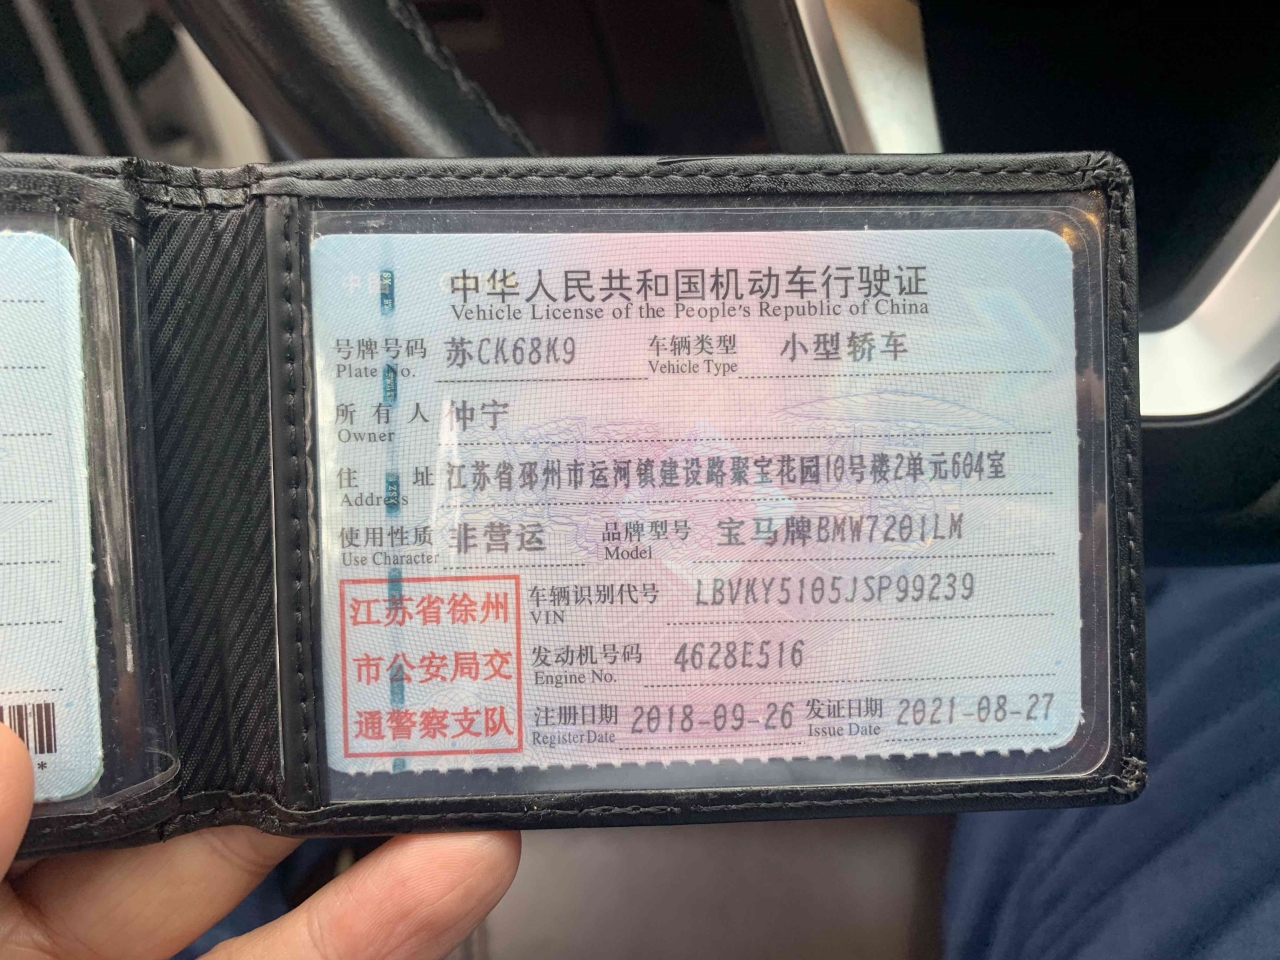 中华人民共和国机动车行驶证
Vehicle License of the People's Republic of China
号牌号码 苏CK68K9 车辆类型 小型轿车
Plate No. Vehicle Type
所有人 仲宁
Owner
住址 江苏省邳州市运河镇建设路聚宝花园10号楼2单元604室
Address
使用性质 非营运 品牌型号 宝马牌BMW7201LM
Use Character Model
江苏省徐州
市公安局交
通警察支队
车辆识别代号 LBVKY5105JSP99239
VIN
发动机号码 4628E516
Engine No.
注册日期 2018-09-26 发证日期 2021-08-27
Register Date Issue Date
*